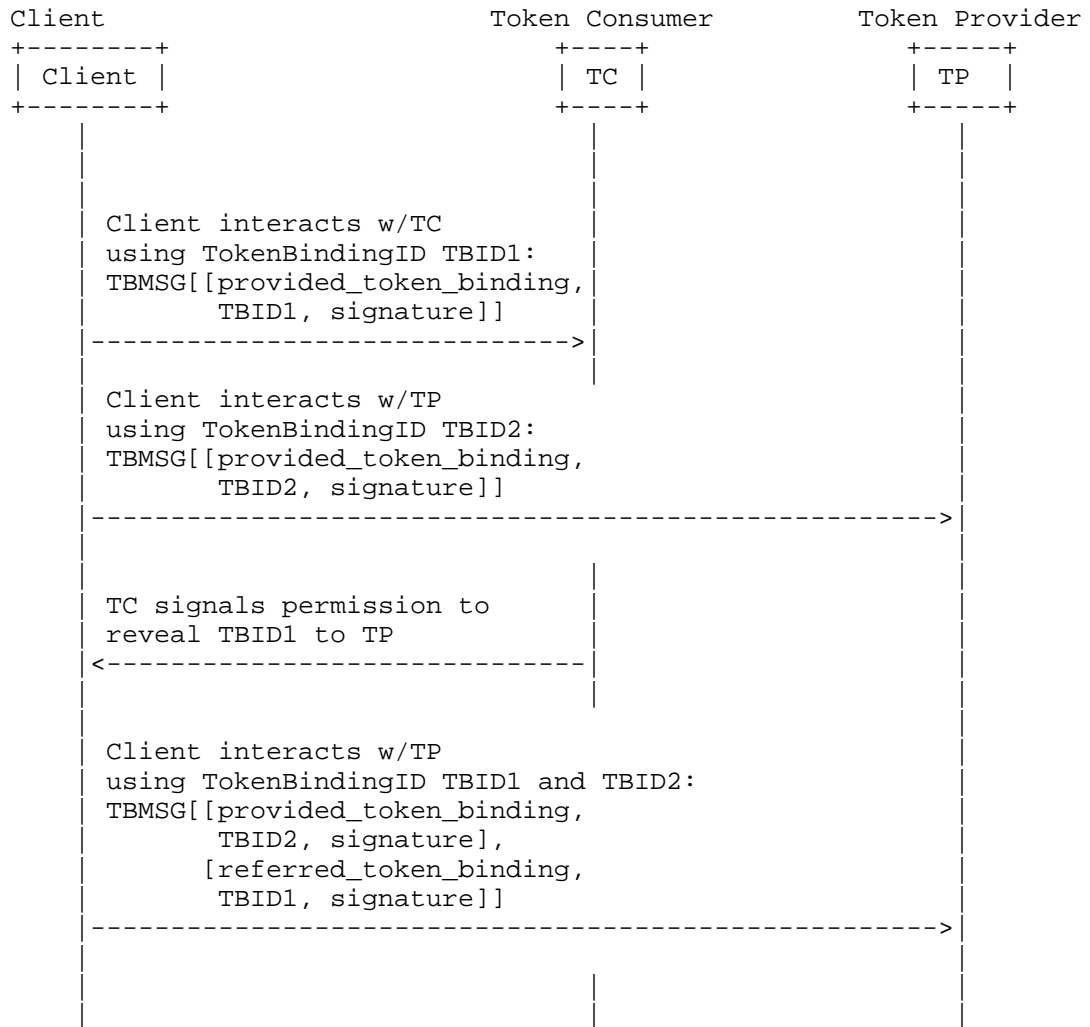 Client Token Consumer Token Provider
Client TC TP
Client interacts w/TC
using TokenBindingID TBID1:
TBMSG[[provided_token_binding,
TBID1, signature]]
Client interacts w/TP
using TokenBindingID TBID2:
TBMSG[[provided_token_binding,
TBID2, signature]]
TC signals permission to
reveal TBID1 to TP
Client interacts w/TP
using TokenBindingID TBID1 and TBID2:
TBMSG[[provided_token_binding,
TBID2, signature],
[referred_token_binding,
TBID1, signature]]